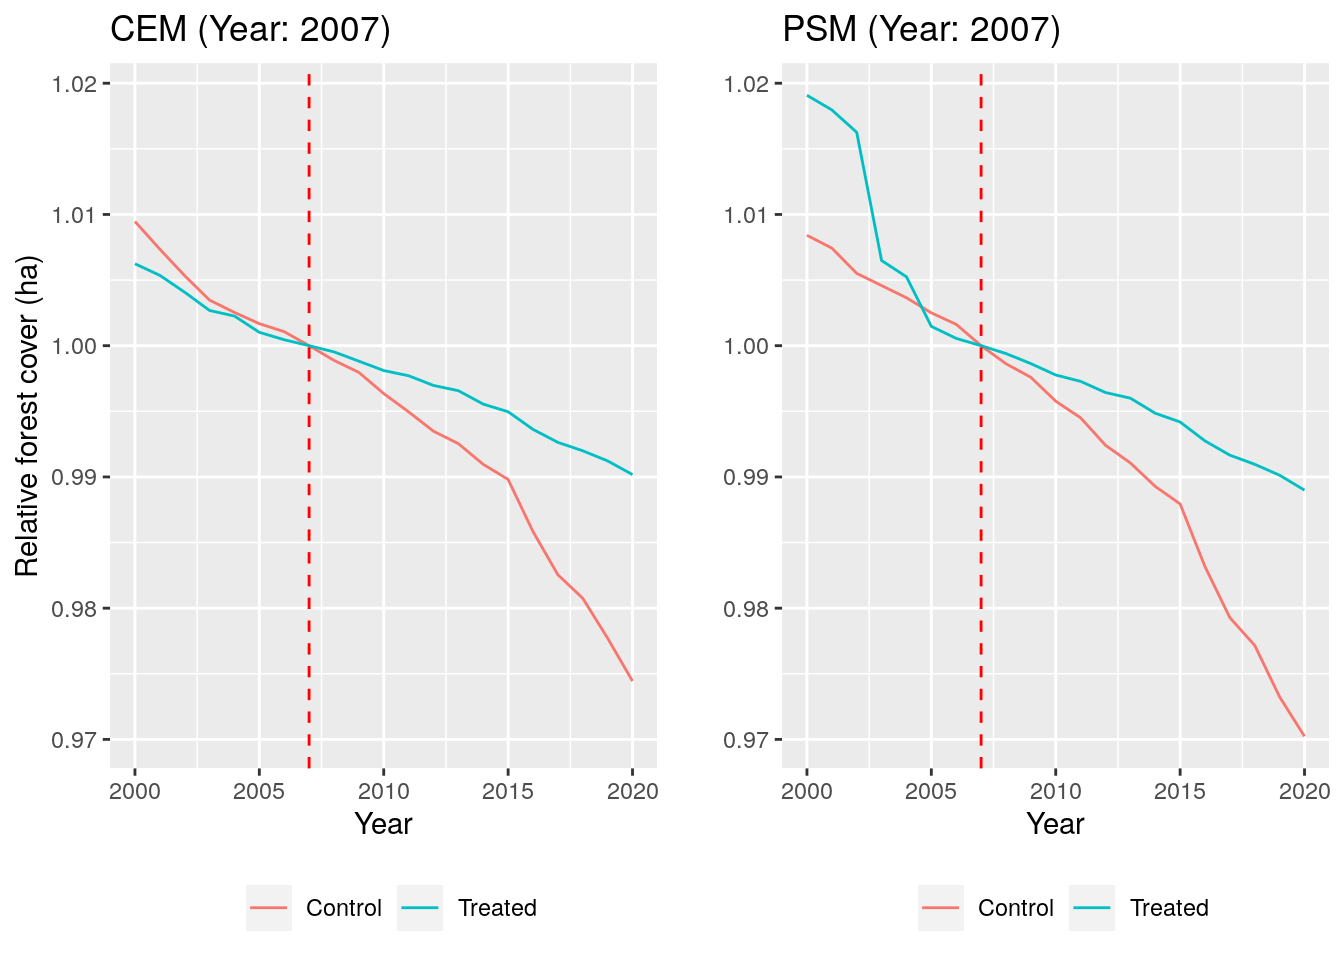 CEM (Year: 2007)
Relative forest cover (ha)
1.02
1.01
1.00
0.99
0.98
0.97
2000 2005 2010 2015 2020
Year
Control Treated
PSM (Year: 2007)
1.02
1.01
1.00
0.99
0.98
0.97
2000 2005 2010 2015 2020
Year
Control Treated